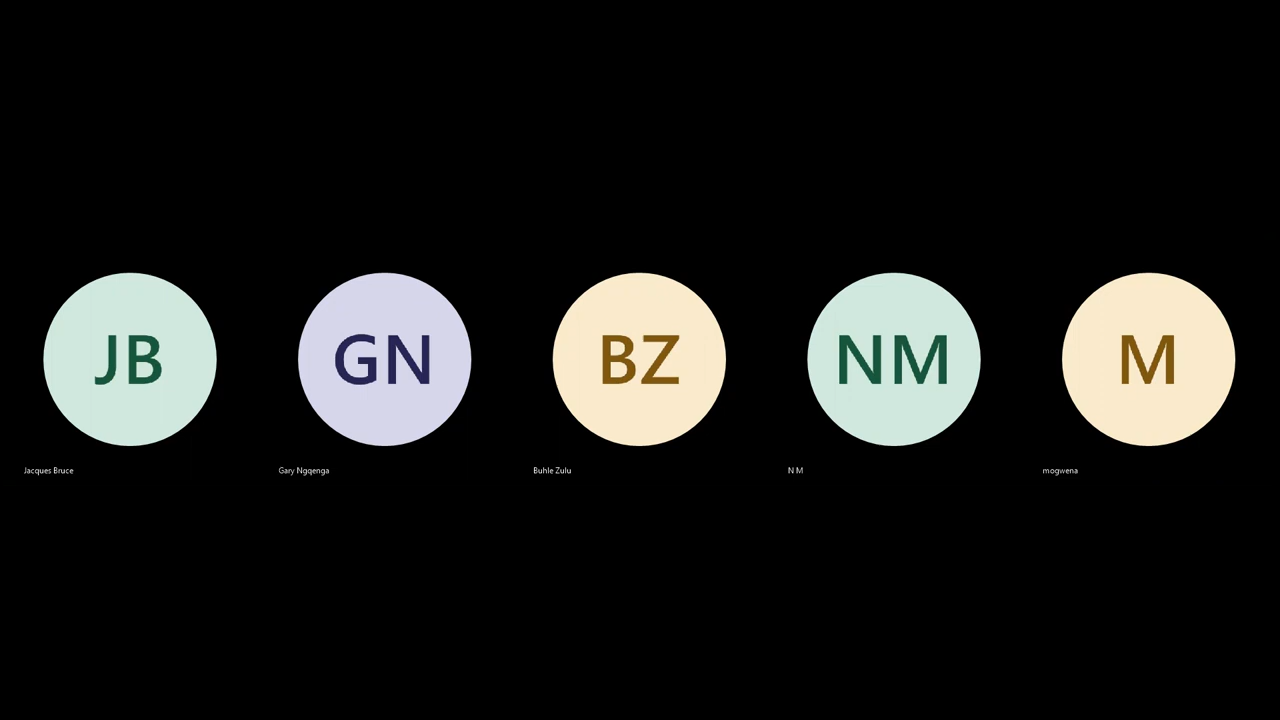 JB
GN
BZ
NM
M
Jacques Bruce
Gary Ngqenga
Buhle Zulu
N M
mogwena